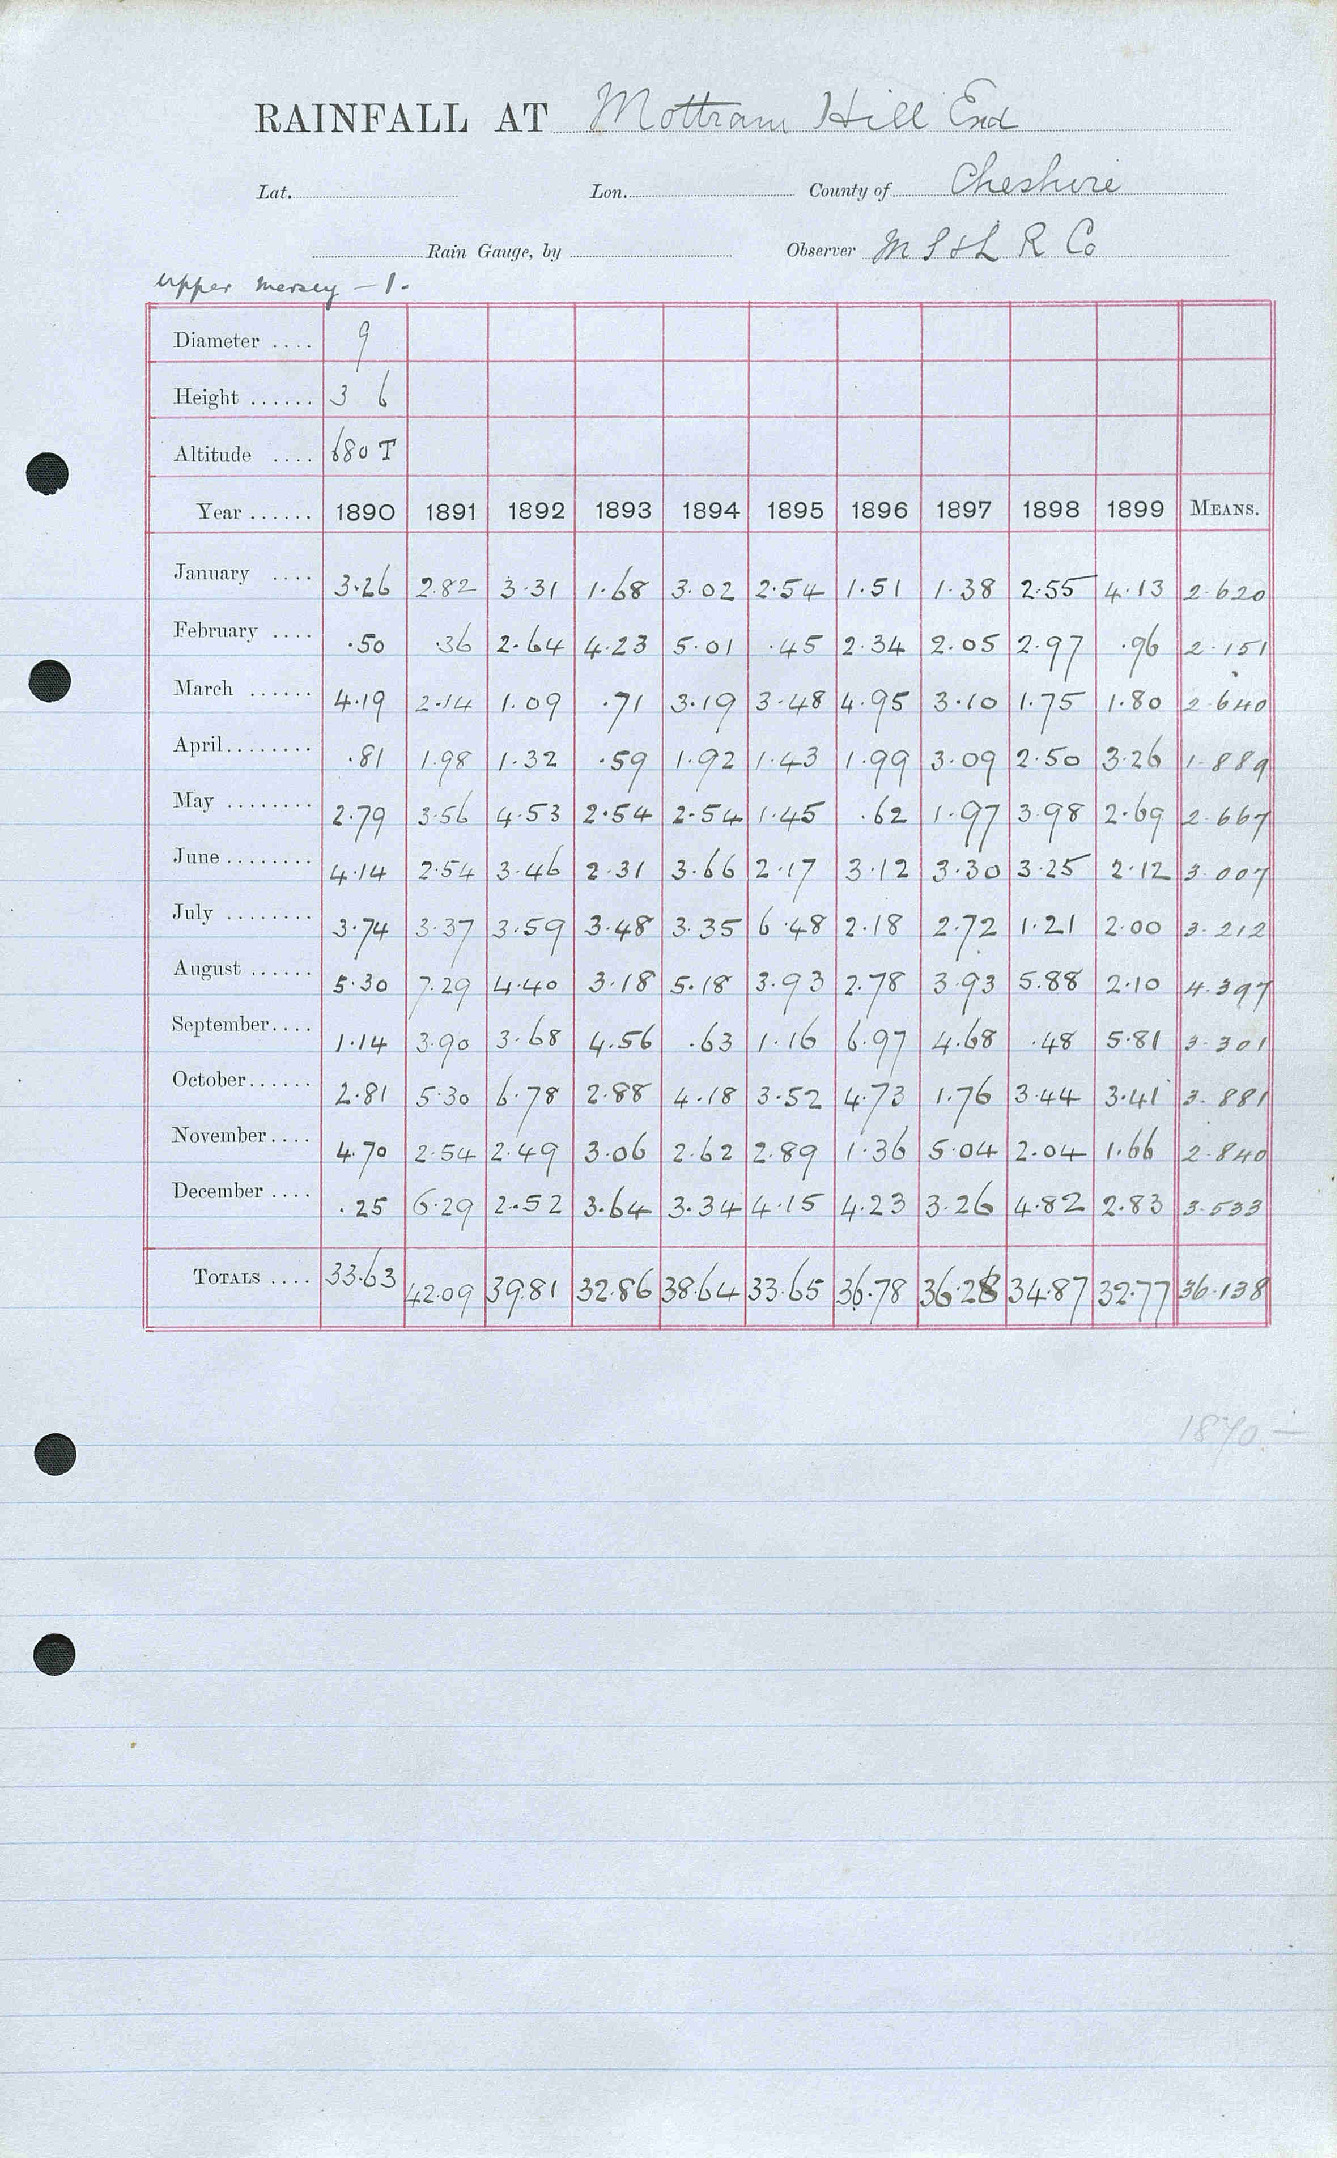 RAINFALL AT Mottram Hill End
Lat. Lon. County of Cheshire
Rain Gauge, by Observer M S & L R Co
Upper Mersey – 1.
Diameter .... 9
Height ...... 3 6
Altitude .... 680 T
Year ...... 1890 1891 1892 1893 1894 1895 1896 1897 1898 1899 MEANS.
January .... 3.26 2.82 3.31 1.68 3.02 2.54 1.51 1.38 2.55 4.13 2.620
February .... .50 .36 2.64 4.23 5.01 .45 2.34 2.05 2.97 .96 2.151
March ...... 4.19 2.14 1.09 .71 3.19 3.48 4.95 3.10 1.75 1.80 2.640
April........ .81 1.98 1.32 .59 1.92 1.43 1.99 3.09 2.50 3.26 1.889
May ........ 2.79 3.56 4.53 2.54 2.54 1.45 .62 1.97 3.98 2.69 2.667
June........ 4.14 2.54 3.46 2.31 3.66 2.17 3.12 3.30 3.25 2.12 3.007
July ........ 3.74 3.37 3.59 3.48 3.35 6.48 2.18 2.72 1.21 2.00 3.212
August ...... 5.30 7.29 4.40 3.18 5.18 3.93 2.78 3.93 5.88 2.10 4.397
September.... 1.14 3.90 3.68 4.56 .63 1.16 6.97 4.68 .48 5.81 3.301
October...... 2.81 5.30 6.78 2.88 4.18 3.52 4.73 1.76 3.44 3.41 3.881
November.... 4.70 2.54 2.49 3.06 2.62 2.89 1.36 5.04 2.04 1.66 2.840
December .... .25 6.29 2.52 3.64 3.34 4.15 4.23 3.26 4.82 2.83 3.533
TOTALS .... 33.63 42.09 39.81 32.86 38.64 33.65 36.78 36.28 34.87 32.77 36.138
1870.–